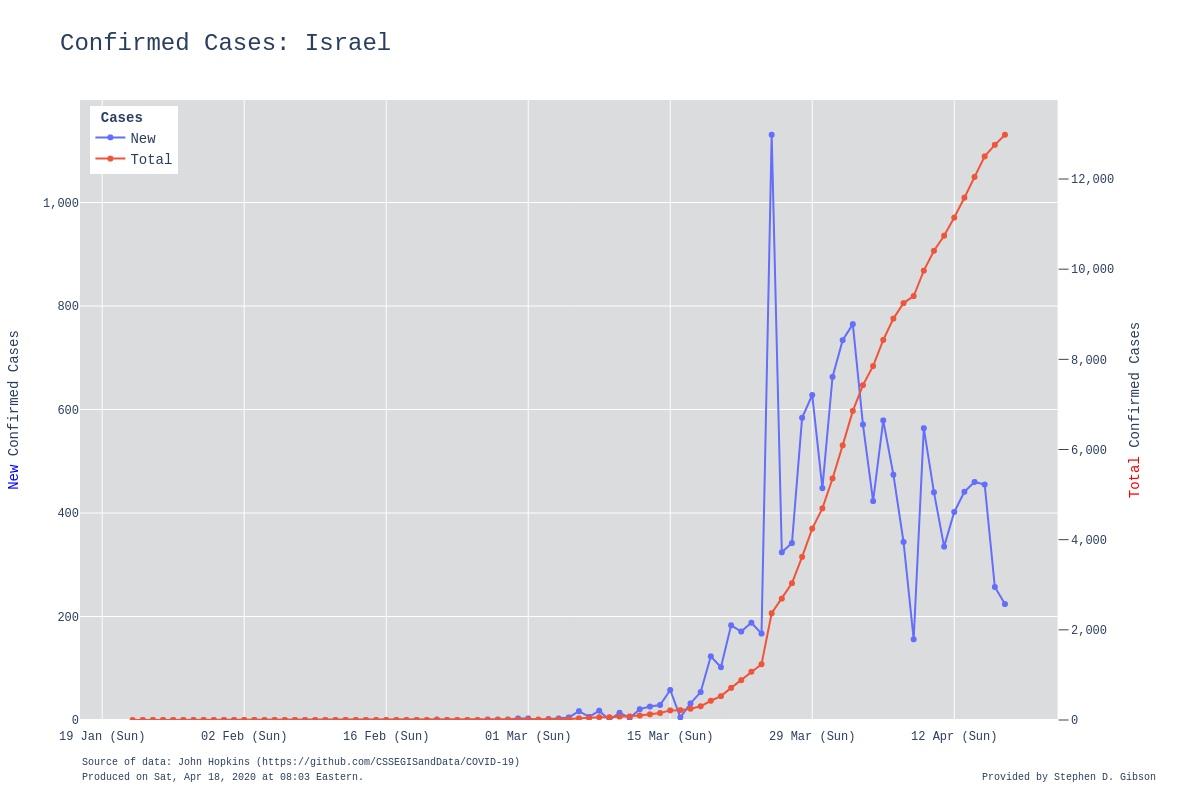 Confirmed Cases: Israel
Cases
New
Total
1,000
800
600
400
200
0
New Confirmed Cases
12,000
10,000
8,000
6,000
4,000
2,000
0
Total Confirmed Cases
19 Jan (Sun)
02 Feb (Sun)
16 Feb (Sun)
01 Mar (Sun)
15 Mar (Sun)
29 Mar (Sun)
12 Apr (Sun)
Source of data: John Hopkins (https://github.com/CSSEGISandData/COVID-19)
Produced on Sat, Apr 18, 2020 at 08:03 Eastern.
Provided by Stephen D. Gibson